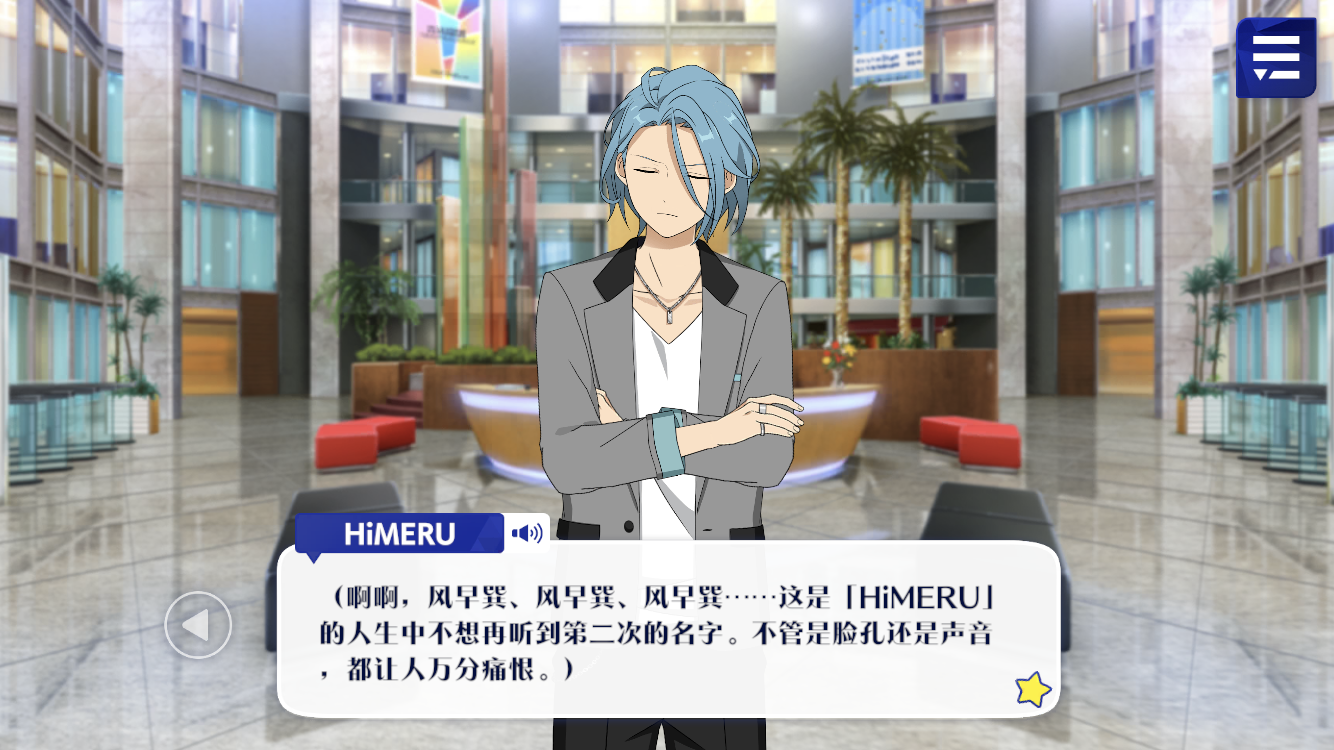 HiMERU
（啊啊，风早巽、风早巽、风早巽……这是「HiMERU」
的人生中不想再听到第二次的名字。不管是脸孔还是声音
，都让人万分痛恨。）